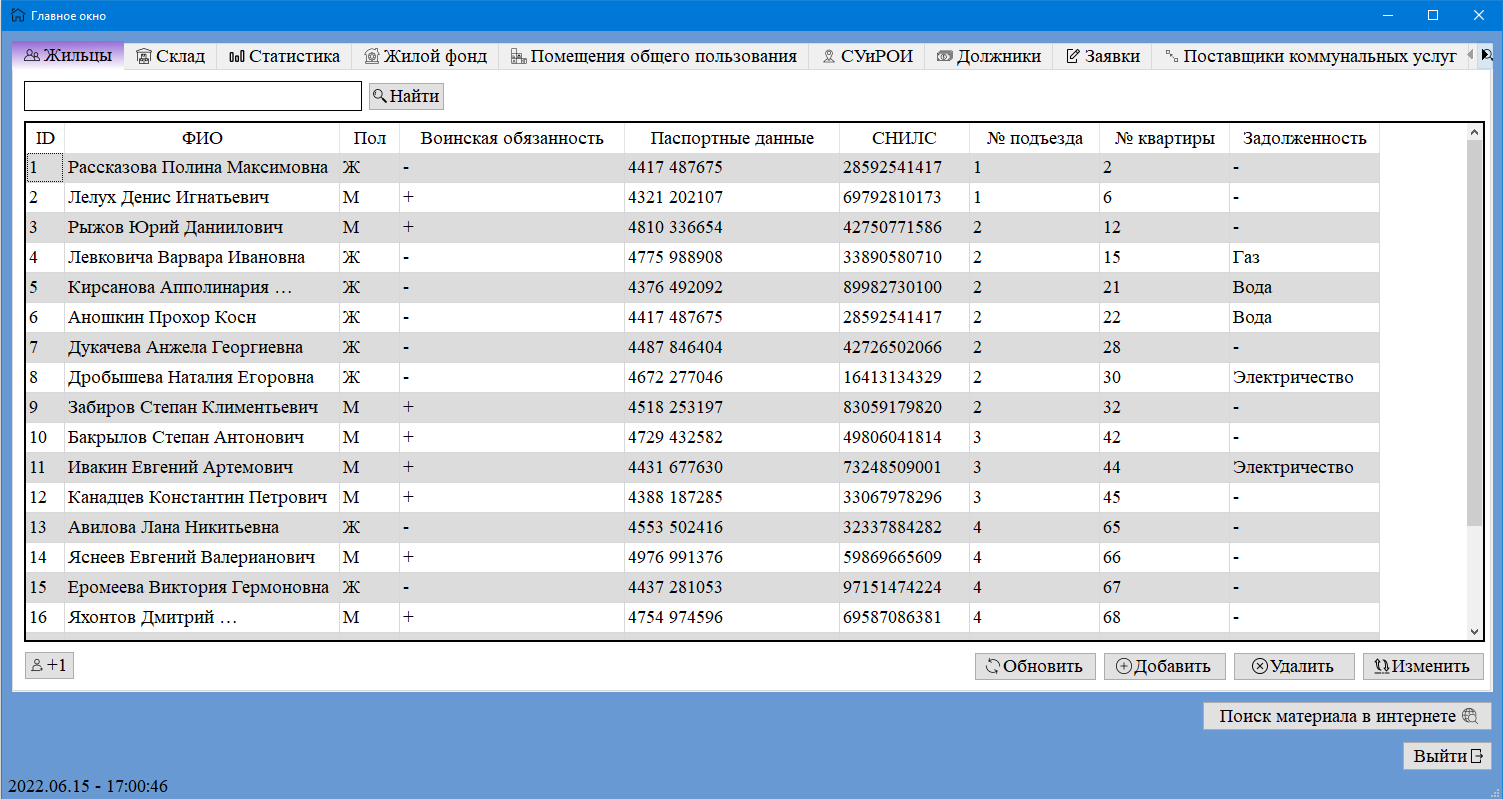 Главное окно
Жильцы Склад Статистика Жилой фонд Помещения общего пользования СУиРОИ Должники Заявки Поставщики коммунальных услуг
Найти
ID ФИО Пол Воинская обязанность Паспортные данные СНИЛС № подъезда № квартиры Задолженность
1 Рассказова Полина Максимовна Ж - 4417 487675 28592541417 1 2 -
2 Лелух Денис Игнатьевич М + 4321 202107 69792810173 1 6 -
3 Рыжов Юрий Даниилович М + 4810 336654 42750771586 2 12 -
4 Левковича Варвара Ивановна Ж - 4775 988908 33890580710 2 15 Газ
5 Кирсанова Апполинария … Ж - 4376 492092 89982730100 2 21 Вода
6 Аношкин Прохор Косн Ж - 4417 487675 28592541417 2 22 Вода
7 Дукачева Анжела Георгиевна Ж - 4487 846404 42726502066 2 28 -
8 Дробышева Наталия Егоровна Ж - 4672 277046 16413134329 2 30 Электричество
9 Забиров Степан Климентьевич М + 4518 253197 83059179820 2 32 -
10 Бакрылов Степан Антонович М + 4729 432582 49806041814 3 42 -
11 Ивакин Евгений Артемович М + 4431 677630 73248509001 3 44 Электричество
12 Канадцев Константин Петрович М + 4388 187285 33067978296 3 45 -
13 Авилова Лана Никитьевна Ж - 4553 502416 32337884282 4 65 -
14 Яснеев Евгений Валерианович М + 4976 991376 59869665609 4 66 -
15 Еромеева Виктория Гермоновна Ж - 4437 281053 97151474224 4 67 -
16 Яхонтов Дмитрий … М + 4754 974596 69587086381 4 68 -
+1 Обновить Добавить Удалить Изменить
Поиск материала в интернете
Выйти
2022.06.15 - 17:00:46